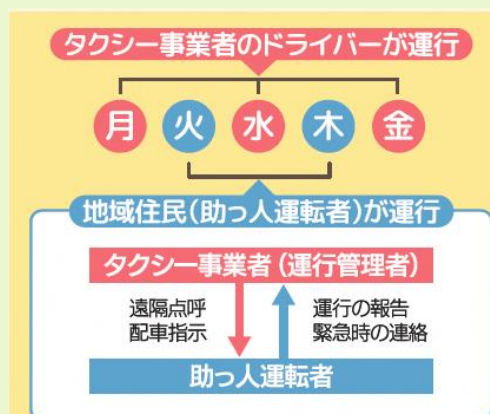 タクシー事業者のドライバーが運行
月 火 水 木 金
地域住民(助っ人運転者)が運行
タクシー事業者(運行管理者)
遠隔点呼
配車指示
運行の報告
緊急時の連絡
助っ人運転者